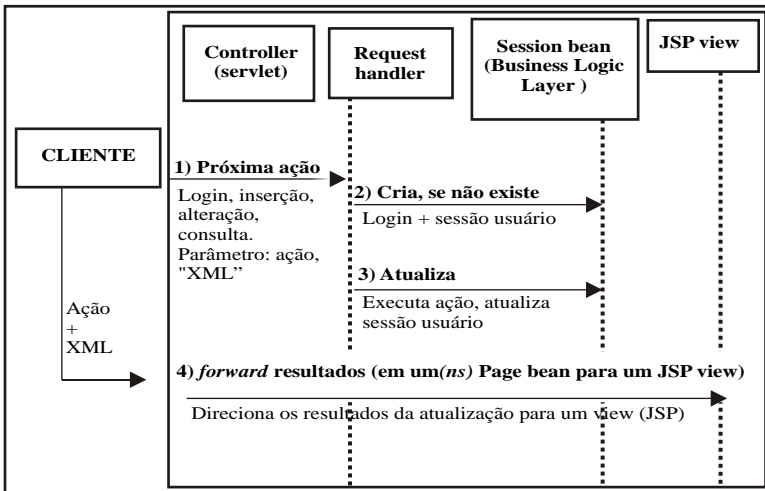 Controller
(servlet)
Request
handler
Session bean
(Business Logic
Layer )
JSP view
CLIENTE
1) Próxima ação
Login, inserção,
alteração,
consulta.
Parâmetro: ação,
"XML”
2) Cria, se não existe
Login + sessão usuário
3) Atualiza
Executa ação, atualiza
sessão usuário
Ação
+
XML
4) forward resultados (em um(ns) Page bean para um JSP view)
Direciona os resultados da atualização para um view (JSP)